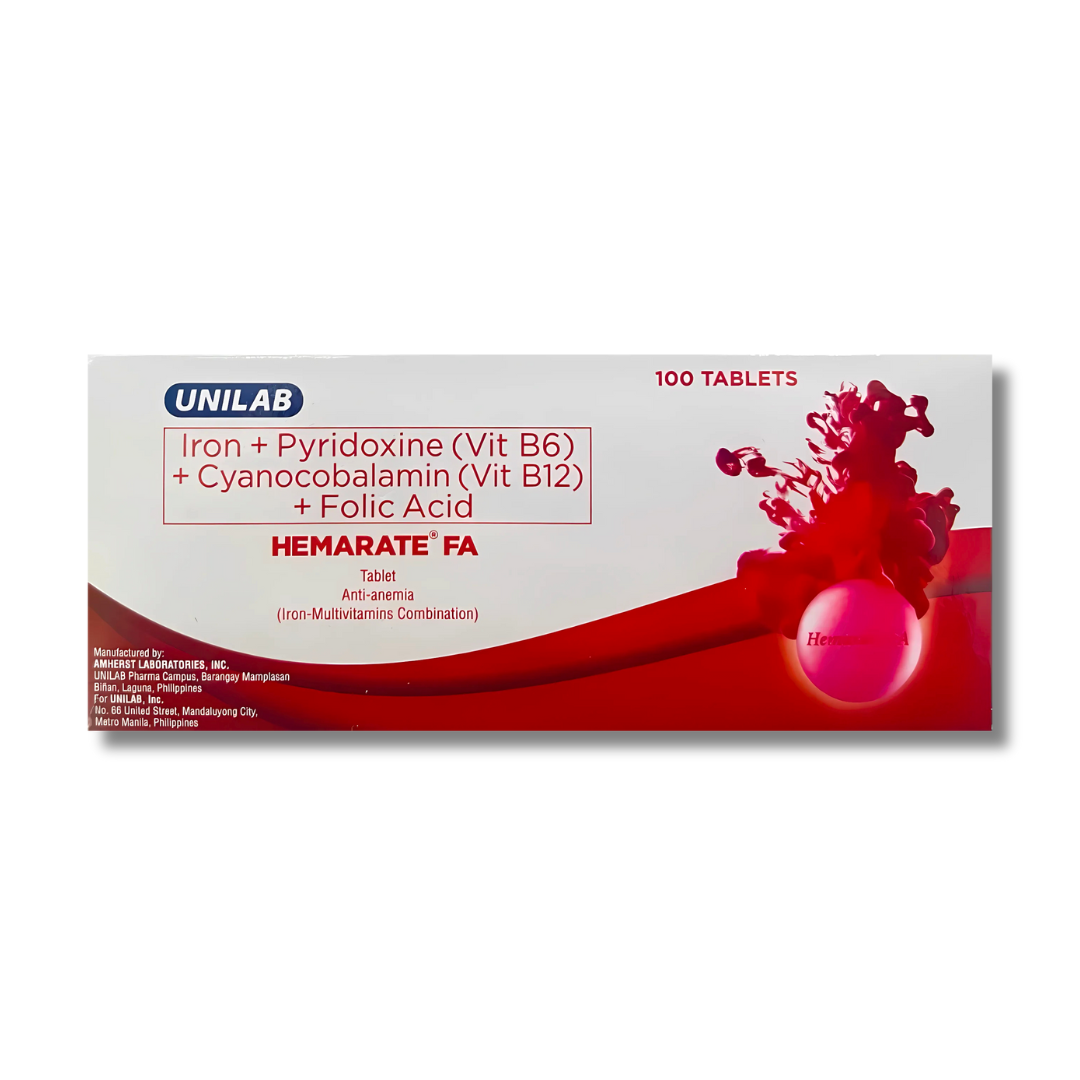 UNILAB
100 TABLETS
Iron + Pyridoxine (Vit B6)
+ Cyanocobalamin (Vit B12)
+ Folic Acid
HEMARATE® FA
Tablet
Anti-anemia
(Iron-Multivitamins Combination)
Manufactured by:
AMHERST LABORATORIES, INC.
UNILAB Pharma Campus, Barangay Mamplasan
Biñan, Laguna, Philippines
For UNILAB, Inc.
No. 66 United Street, Mandaluyong City,
Metro Manila, Philippines